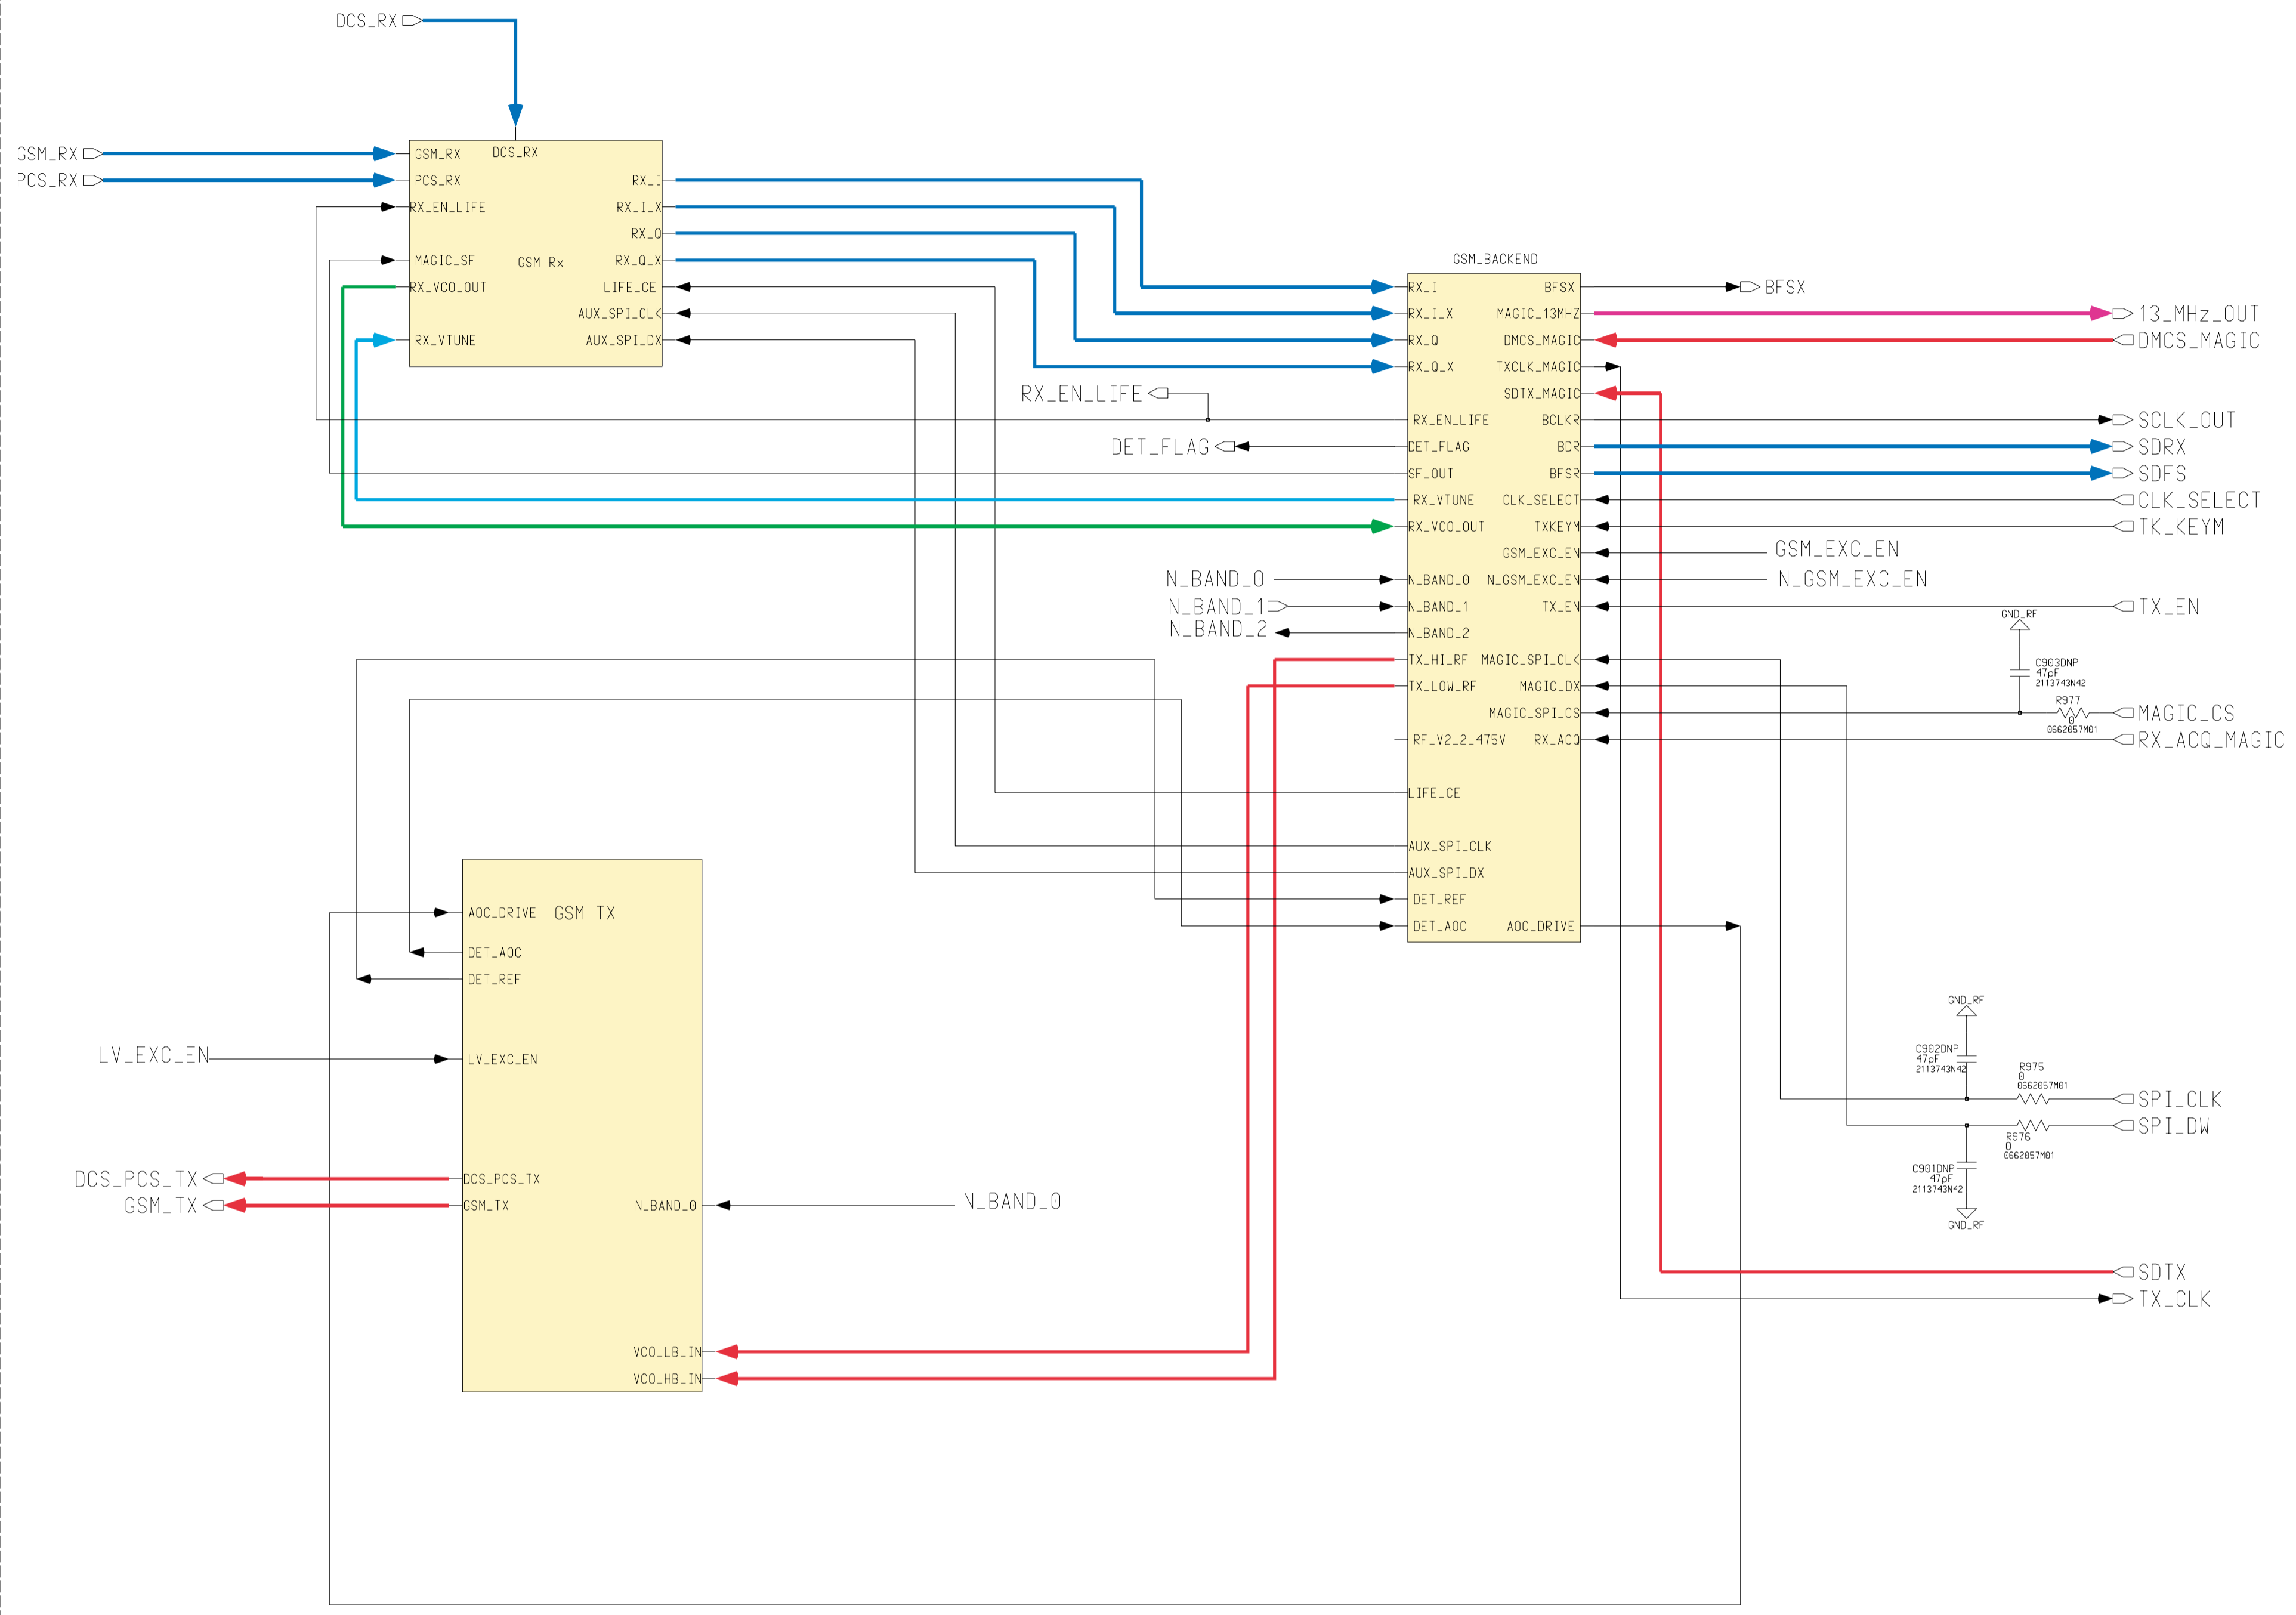 DCS_RX
GSM_RX
PCS_RX
GSM_RX
DCS_RX
PCS_RX
RX_I
RX_EN_LIFE
RX_I_X
RX_Q
MAGIC_SF
GSM Rx
RX_Q_X
RX_VCO_OUT
LIFE_CE
AUX_SPI_CLK
RX_VTUNE
AUX_SPI_DX
GSM_BACKEND
RX_I
BFSX
BFSX
RX_I_X
MAGIC_13MHZ
13_MHz_OUT
RX_Q
DMCS_MAGIC
DMCS_MAGIC
RX_Q_X
TXCLK_MAGIC
RX_EN_LIFE
SDTX_MAGIC
RX_EN_LIFE
BCLKR
SCLK_OUT
DET_FLAG
DET_FLAG
BDR
SDRX
SF_OUT
BFSR
SDFS
RX_VTUNE
CLK_SELECT
CLK_SELECT
RX_VCO_OUT
TXKEYM
TK_KEYM
GSM_EXC_EN
GSM_EXC_EN
N_BAND_0
N_BAND_0
N_GSM_EXC_EN
N_GSM_EXC_EN
N_BAND_1
N_BAND_1
TX_EN
TX_EN
GND_RF
N_BAND_2
N_BAND_2
TX_HI_RF
MAGIC_SPI_CLK
C903DNP
47pF
2113743N42
TX_LOW_RF
MAGIC_DX
R977
0
0662057M01
MAGIC_SPI_CS
MAGIC_CS
RF_V2_2_475V
RX_ACQ
RX_ACQ_MAGIC
LIFE_CE
AUX_SPI_CLK
AUX_SPI_DX
DET_REF
DET_AOC
AOC_DRIVE
AOC_DRIVE
GSM TX
DET_AOC
DET_REF
LV_EXC_EN
LV_EXC_EN
GND_RF
C902DNP
47pF
2113743N42
R975
0
0662057M01
SPI_CLK
SPI_DW
R976
0
0662057M01
C901DNP
47pF
2113743N42
GND_RF
DCS_PCS_TX
DCS_PCS_TX
GSM_TX
GSM_TX
N_BAND_0
N_BAND_0
SDTX
TX_CLK
VCO_LB_IN
VCO_HB_IN